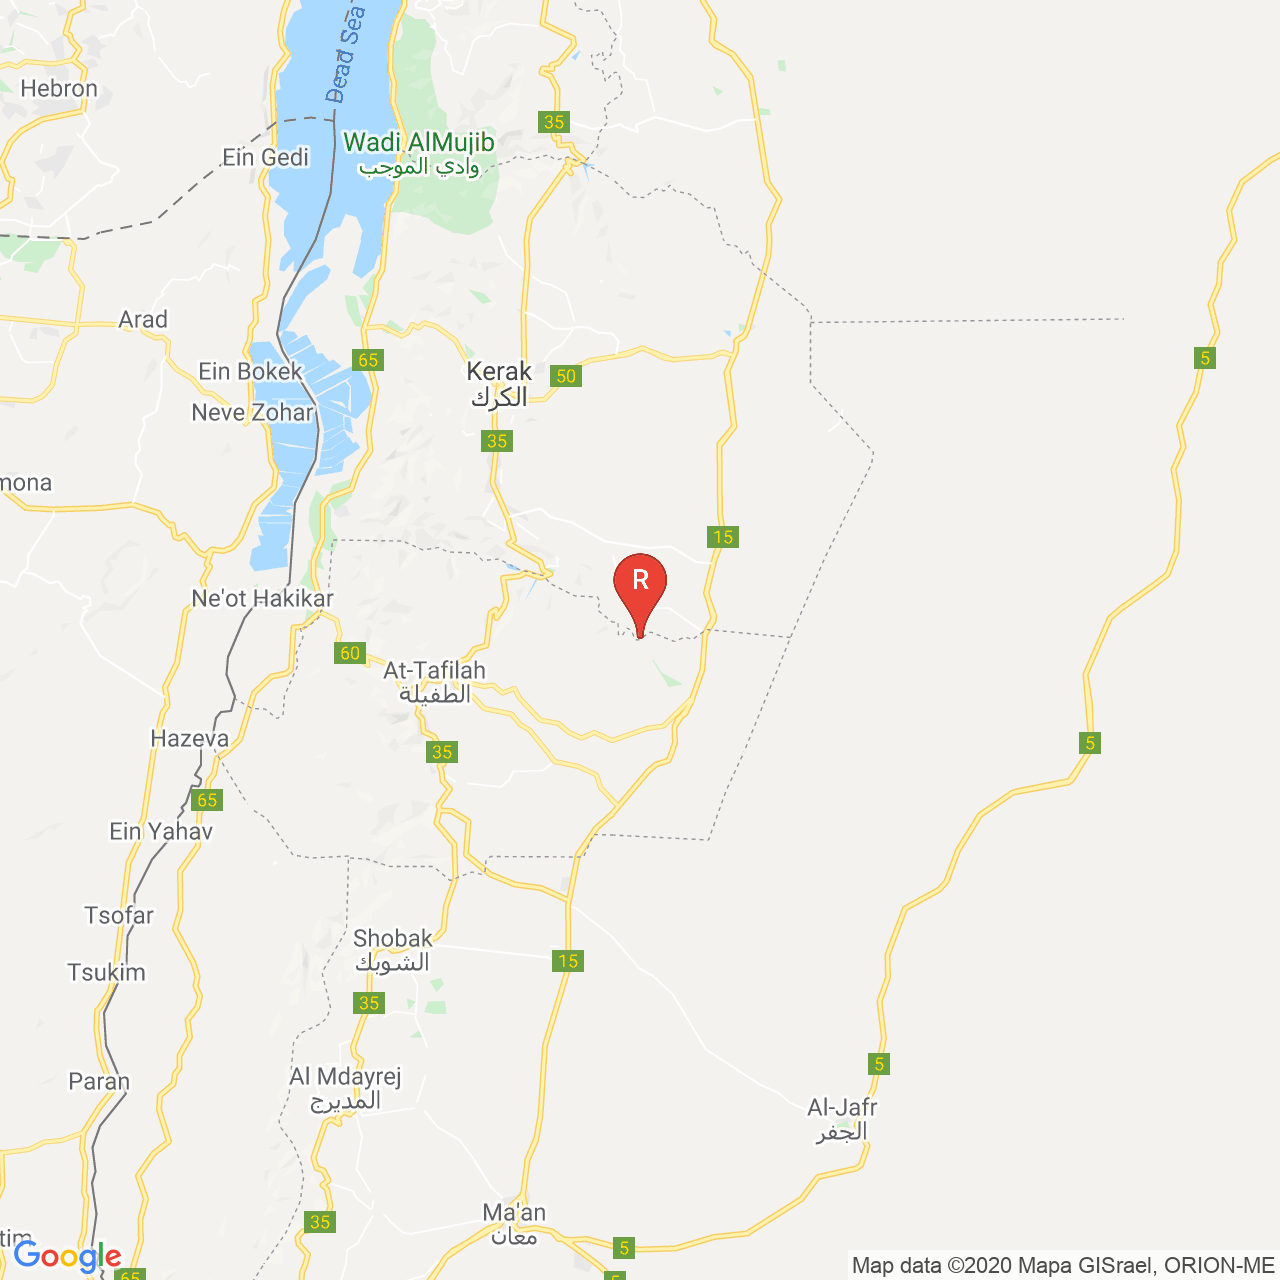 Dead Sea
Hebron
35
Wadi AlMujib
وادي الموجب
Ein Gedi
Arad
65
5
Ein Bokek
Kerak
الكرك
50
Neve Zohar
35
mona
15
R
Ne'ot Hakikar
60
At-Tafilah
الطفيلة
Hazeva
35
5
65
Ein Yahav
Tsofar
Shobak
الشوبك
15
Tsukim
35
5
Paran
Al Mdayrej
المديرج
Al-Jafr
الجفر
Ma'an
معان
35
tim
5
Google
65
5
Map data ©2020 Mapa GISrael, ORION-ME